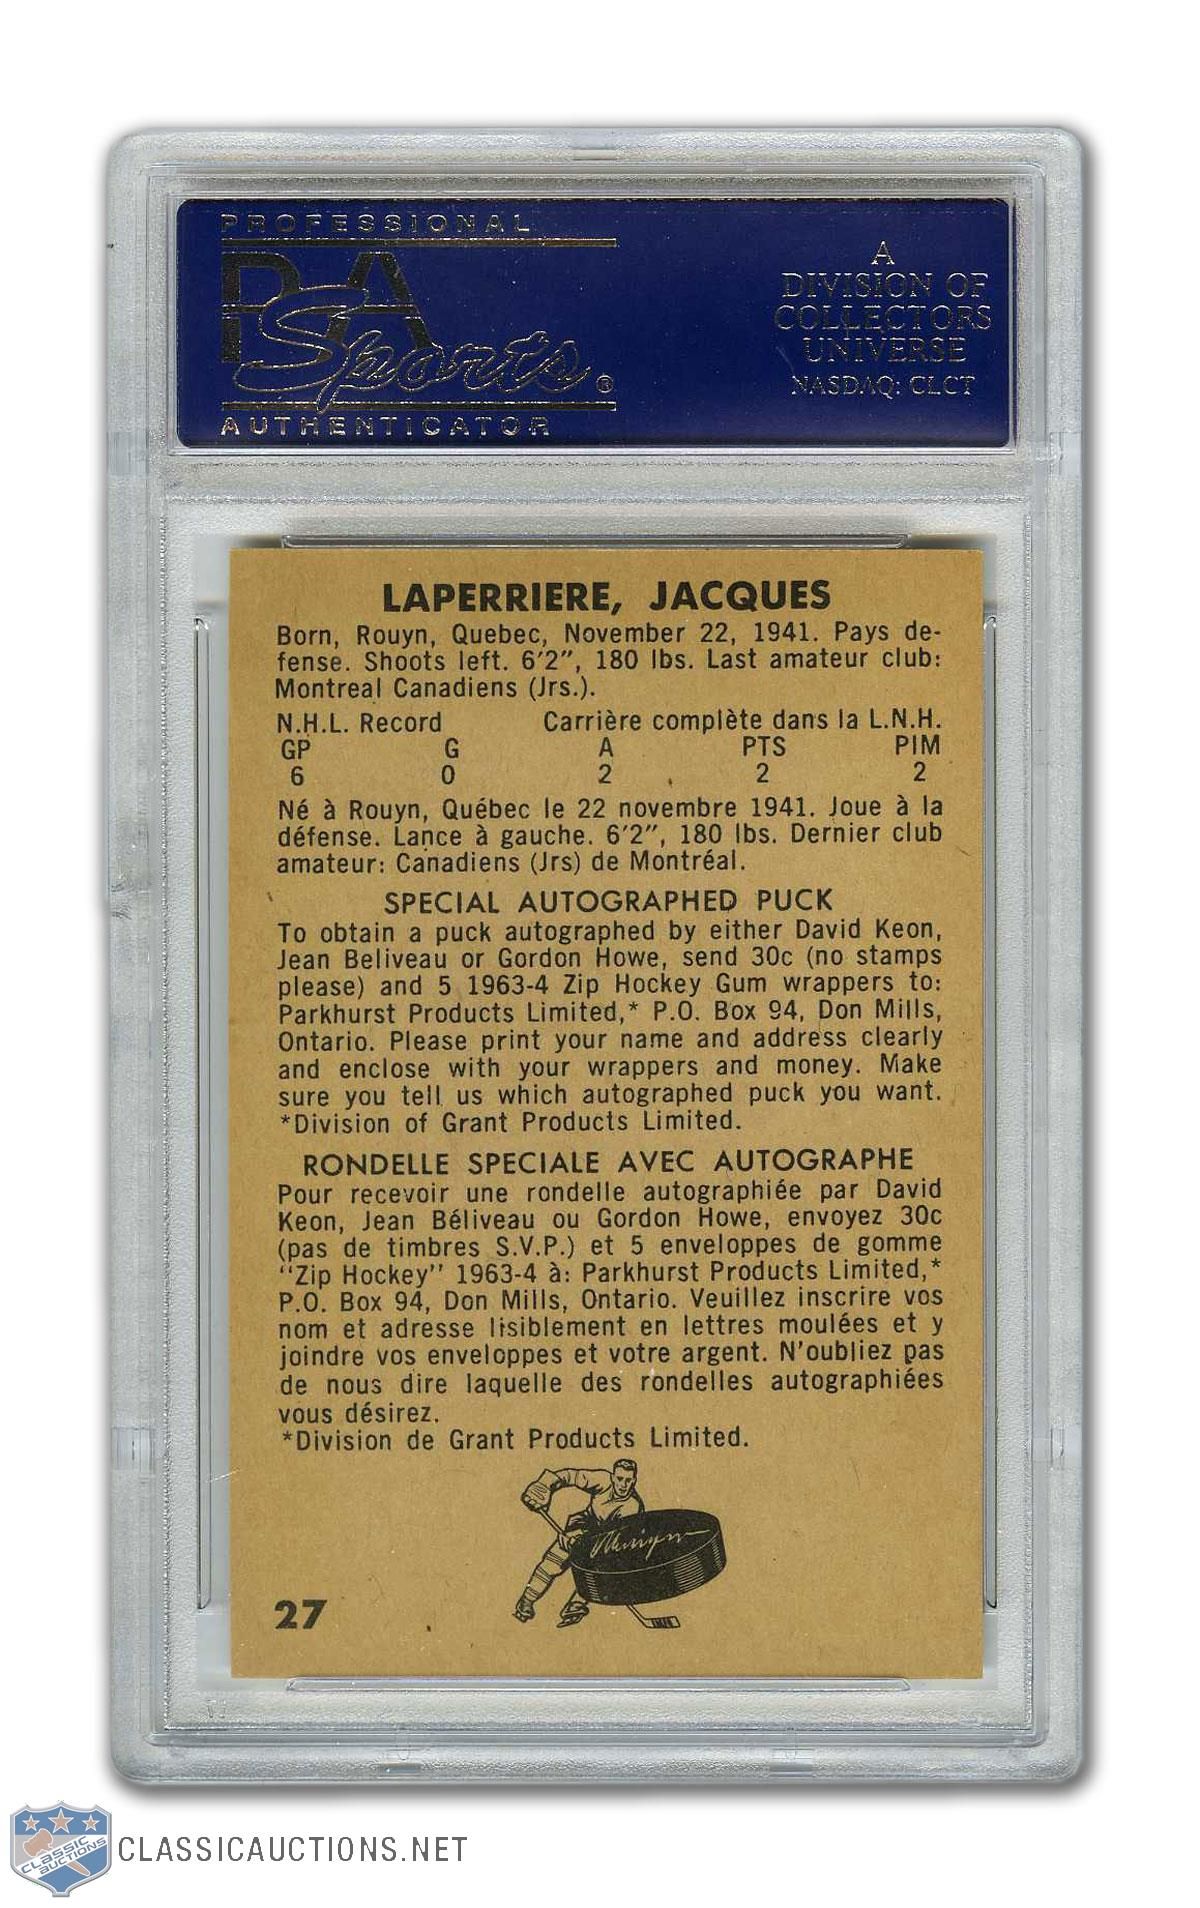 PROFESSIONAL
PSA
Sports ®
AUTHENTICATOR
A
DIVISION OF
COLLECTORS
UNIVERSE
NASDAQ: CLCT
LAPERRIERE, JACQUES
Born, Rouyn, Quebec, November 22, 1941. Pays de-
fense. Shoots left. 6'2", 180 lbs. Last amateur club:
Montreal Canadiens (Jrs.).
N.H.L. Record Carrière complète dans la L.N.H.
GP G A PTS PIM
6 0 2 2 2
Né à Rouyn, Québec le 22 novembre 1941. Joue à la
défense. Lance à gauche. 6'2", 180 lbs. Dernier club
amateur: Canadiens (Jrs) de Montréal.
SPECIAL AUTOGRAPHED PUCK
To obtain a puck autographed by either David Keon,
Jean Beliveau or Gordon Howe, send 30c (no stamps
please) and 5 1963-4 Zip Hockey Gum wrappers to:
Parkhurst Products Limited,* P.O. Box 94, Don Mills,
Ontario. Please print your name and address clearly
and enclose with your wrappers and money. Make
sure you tell us which autographed puck you want.
*Division of Grant Products Limited.
RONDELLE SPECIALE AVEC AUTOGRAPHE
Pour recevoir une rondelle autographiée par David
Keon, Jean Béliveau ou Gordon Howe, envoyez 30c
(pas de timbres S.V.P.) et 5 enveloppes de gomme
"Zip Hockey" 1963-4 à: Parkhurst Products Limited,*
P.O. Box 94, Don Mills, Ontario. Veuillez inscrire vos
nom et adresse lisiblement en lettres moulées et y
joindre vos enveloppes et votre argent. N'oubliez pas
de nous dire laquelle des rondelles autographiées
vous désirez.
*Division de Grant Products Limited.
27
CLASSIC
AUCTIONS
CLASSICAUCTIONS.NET